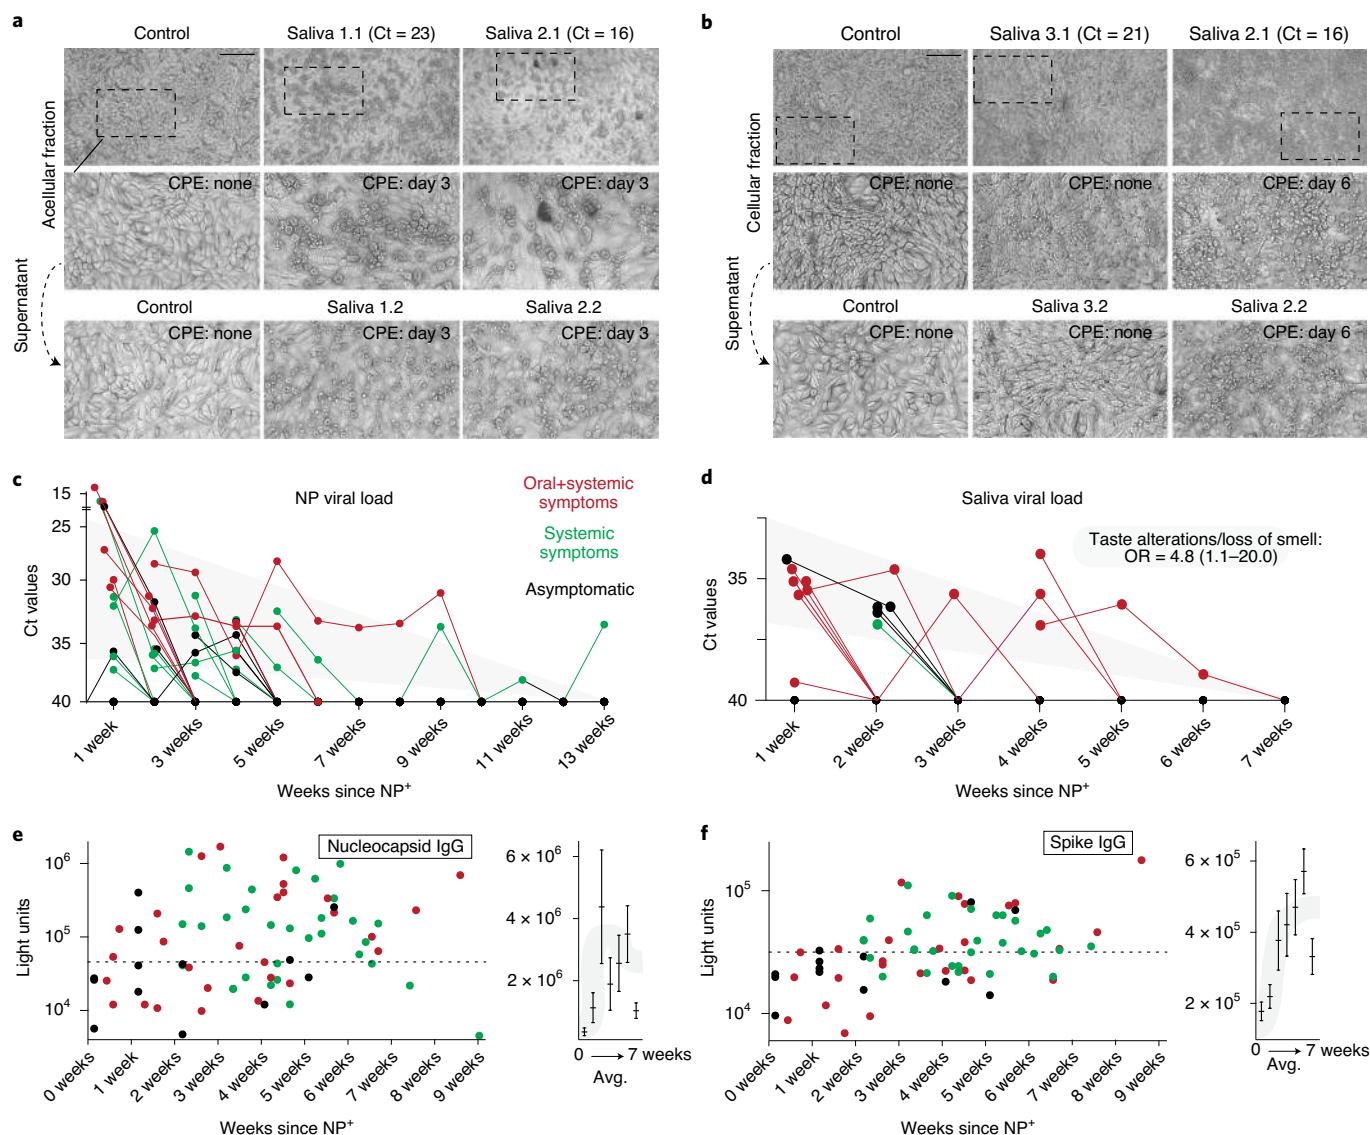 a
Control
Saliva 1.1 (Ct = 23)
Saliva 2.1 (Ct = 16)
Acellular fraction
CPE: none
CPE: day 3
CPE: day 3
Supernatant
Control
Saliva 1.2
Saliva 2.2
CPE: none
CPE: day 3
CPE: day 3
b
Control
Saliva 3.1 (Ct = 21)
Saliva 2.1 (Ct = 16)
Cellular fraction
CPE: none
CPE: none
CPE: day 6
Supernatant
Control
Saliva 3.2
Saliva 2.2
CPE: none
CPE: none
CPE: day 6
c
NP viral load
Oral+systemic
symptoms
Systemic
symptoms
Asymptomatic
Ct values
15
25
30
35
40
1 week
3 weeks
5 weeks
7 weeks
9 weeks
11 weeks
13 weeks
Weeks since NP⁺
d
Saliva viral load
Taste alterations/loss of smell:
OR = 4.8 (1.1–20.0)
Ct values
35
40
1 week
2 weeks
3 weeks
4 weeks
5 weeks
6 weeks
7 weeks
Weeks since NP⁺
e
Nucleocapsid IgG
Light units
10⁶
10⁵
10⁴
0 weeks
1 week
2 weeks
3 weeks
4 weeks
5 weeks
6 weeks
7 weeks
8 weeks
9 weeks
Weeks since NP⁺
6 × 10⁶
4 × 10⁶
2 × 10⁶
0 → 7 weeks
Avg.
f
Spike IgG
Light units
10⁵
10⁴
0 weeks
1 week
2 weeks
3 weeks
4 weeks
5 weeks
6 weeks
7 weeks
8 weeks
9 weeks
Weeks since NP⁺
6 × 10⁵
4 × 10⁵
2 × 10⁵
0 → 7 weeks
Avg.